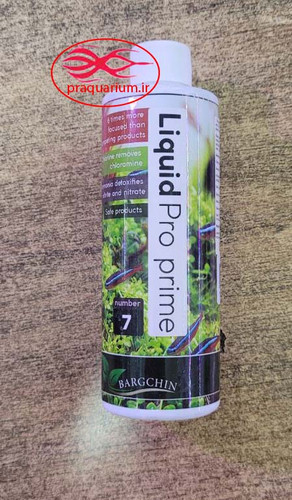 praquarium.ir
times more
focused than
products
removes
chloramine
detoxifies
and nitrate
Safe products
Liquid Pro prime
number
7
BARGCHIN